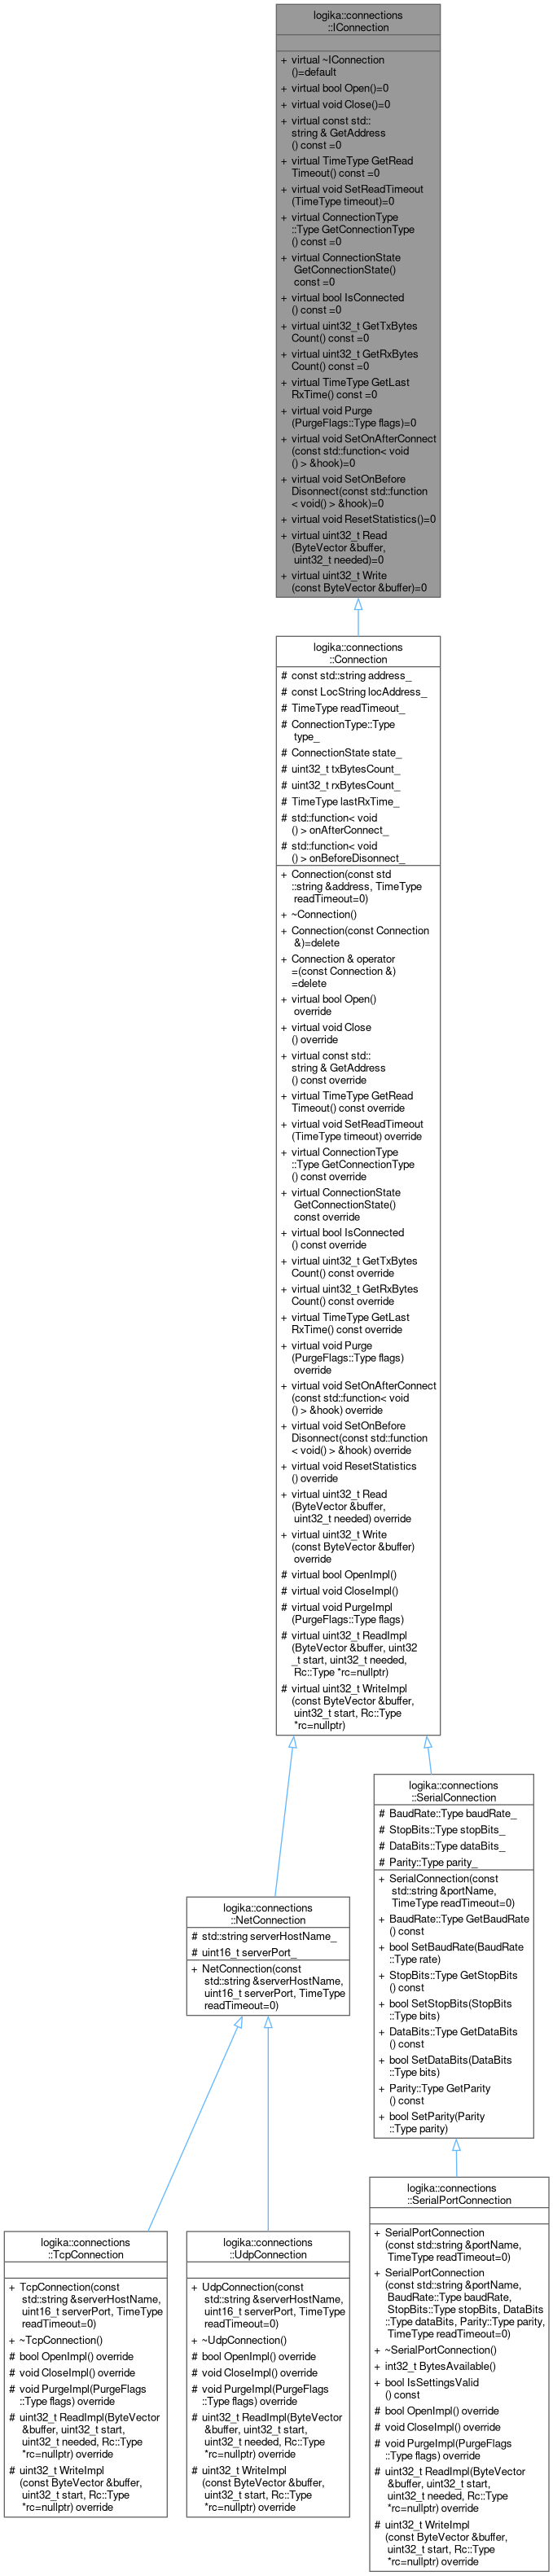 logika::connections
::IConnection
+ virtual ~IConnection
()=default
+ virtual bool Open()=0
+ virtual void Close()=0
+ virtual const std::
string & GetAddress
() const =0
+ virtual TimeType GetRead
Timeout() const =0
+ virtual void SetReadTimeout
(TimeType timeout)=0
+ virtual ConnectionType
::Type GetConnectionType
() const =0
+ virtual ConnectionState
GetConnectionState()
const =0
+ virtual bool IsConnected
() const =0
+ virtual uint32_t GetTxBytes
Count() const =0
+ virtual uint32_t GetRxBytes
Count() const =0
+ virtual TimeType GetLast
RxTime() const =0
+ virtual void Purge
(PurgeFlags::Type flags)=0
+ virtual void SetOnAfterConnect
(const std::function< void
() > &hook)=0
+ virtual void SetOnBefore
Disonnect(const std::function
< void() > &hook)=0
+ virtual void ResetStatistics()=0
+ virtual uint32_t Read
(ByteVector &buffer,
uint32_t needed)=0
+ virtual uint32_t Write
(const ByteVector &buffer)=0
logika::connections
::Connection
# const std::string address_
# const LocString locAddress_
# TimeType readTimeout_
# ConnectionType::Type
type_
# ConnectionState state_
# uint32_t txBytesCount_
# uint32_t rxBytesCount_
# TimeType lastRxTime_
# std::function< void
() > onAfterConnect_
# std::function< void
() > onBeforeDisonnect_
+ Connection(const std
::string &address, TimeType
readTimeout=0)
+ ~Connection()
+ Connection(const Connection
&)=delete
+ Connection & operator
=(const Connection &)
=delete
+ virtual bool Open()
override
+ virtual void Close
() override
+ virtual const std::
string & GetAddress
() const override
+ virtual TimeType GetRead
Timeout() const override
+ virtual void SetReadTimeout
(TimeType timeout) override
+ virtual ConnectionType
::Type GetConnectionType
() const override
+ virtual ConnectionState
GetConnectionState()
const override
+ virtual bool IsConnected
() const override
+ virtual uint32_t GetTxBytes
Count() const override
+ virtual uint32_t GetRxBytes
Count() const override
+ virtual TimeType GetLast
RxTime() const override
+ virtual void Purge
(PurgeFlags::Type flags)
override
+ virtual void SetOnAfterConnect
(const std::function< void
() > &hook) override
+ virtual void SetOnBefore
Disonnect(const std::function
< void() > &hook) override
+ virtual void ResetStatistics
() override
+ virtual uint32_t Read
(ByteVector &buffer,
uint32_t needed) override
+ virtual uint32_t Write
(const ByteVector &buffer)
override
# virtual bool OpenImpl()
# virtual void CloseImpl()
# virtual void PurgeImpl
(PurgeFlags::Type flags)
# virtual uint32_t ReadImpl
(ByteVector &buffer, uint32
_t start, uint32_t needed,
Rc::Type *rc=nullptr)
# virtual uint32_t WriteImpl
(const ByteVector &buffer,
uint32_t start, Rc::Type
*rc=nullptr)
logika::connections
::NetConnection
# std::string serverHostName_
# uint16_t serverPort_
+ NetConnection(const
std::string &serverHostName,
uint16_t serverPort, TimeType
readTimeout=0)
logika::connections
::SerialConnection
# BaudRate::Type baudRate_
# StopBits::Type stopBits_
# DataBits::Type dataBits_
# Parity::Type parity_
+ SerialConnection(const
std::string &portName,
TimeType readTimeout=0)
+ BaudRate::Type GetBaudRate
() const
+ bool SetBaudRate(BaudRate
::Type rate)
+ StopBits::Type GetStopBits
() const
+ bool SetStopBits(StopBits
::Type bits)
+ DataBits::Type GetDataBits
() const
+ bool SetDataBits(DataBits
::Type bits)
+ Parity::Type GetParity
() const
+ bool SetParity(Parity
::Type parity)
logika::connections
::TcpConnection
+ TcpConnection(const
std::string &serverHostName,
uint16_t serverPort, TimeType
readTimeout=0)
+ ~TcpConnection()
# bool OpenImpl() override
# void CloseImpl() override
# void PurgeImpl(PurgeFlags
::Type flags) override
# uint32_t ReadImpl(ByteVector
&buffer, uint32_t start,
uint32_t needed, Rc::Type
*rc=nullptr) override
# uint32_t WriteImpl
(const ByteVector &buffer,
uint32_t start, Rc::Type
*rc=nullptr) override
logika::connections
::UdpConnection
+ UdpConnection(const
std::string &serverHostName,
uint16_t serverPort, TimeType
readTimeout=0)
+ ~UdpConnection()
# bool OpenImpl() override
# void CloseImpl() override
# void PurgeImpl(PurgeFlags
::Type flags) override
# uint32_t ReadImpl(ByteVector
&buffer, uint32_t start,
uint32_t needed, Rc::Type
*rc=nullptr) override
# uint32_t WriteImpl
(const ByteVector &buffer,
uint32_t start, Rc::Type
*rc=nullptr) override
logika::connections
::SerialPortConnection
+ SerialPortConnection
(const std::string &portName,
TimeType readTimeout=0)
+ SerialPortConnection
(const std::string &portName,
BaudRate::Type baudRate,
StopBits::Type stopBits, DataBits
::Type dataBits, Parity::Type parity,
TimeType readTimeout=0)
+ ~SerialPortConnection()
+ int32_t BytesAvailable()
+ bool IsSettingsValid
() const
# bool OpenImpl() override
# void CloseImpl() override
# void PurgeImpl(PurgeFlags
::Type flags) override
# uint32_t ReadImpl(ByteVector
&buffer, uint32_t start,
uint32_t needed, Rc::Type
*rc=nullptr) override
# uint32_t WriteImpl
(const ByteVector &buffer,
uint32_t start, Rc::Type
*rc=nullptr) override